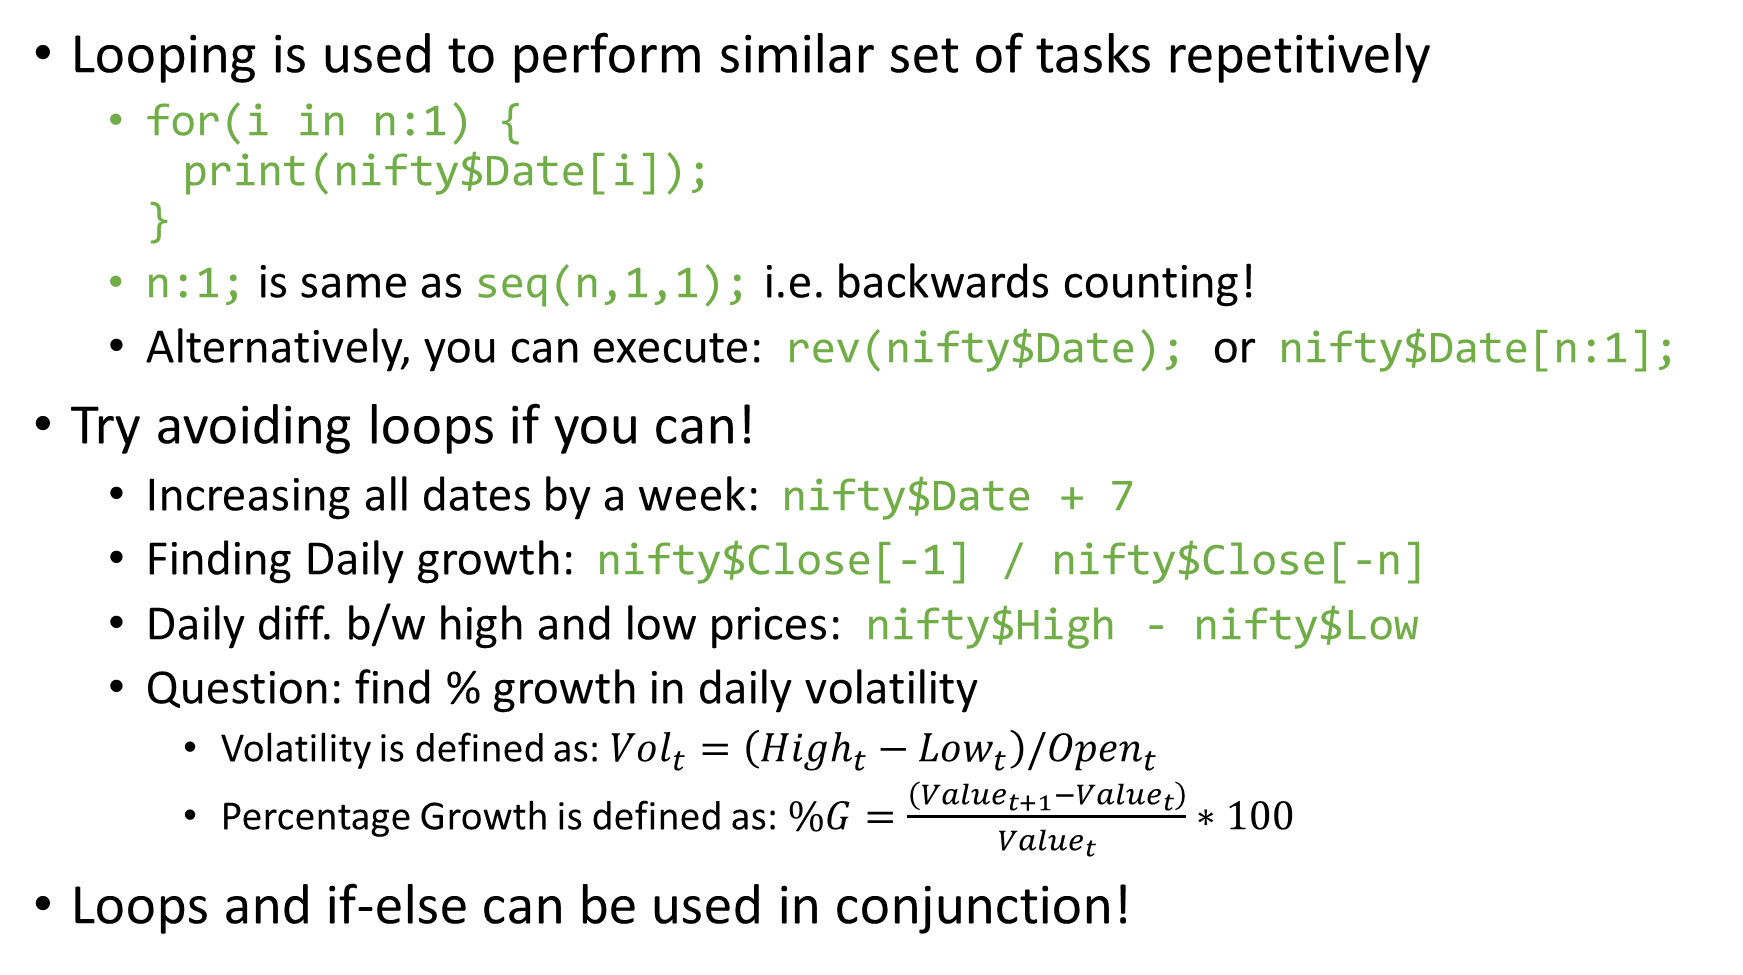 • Looping is used to perform similar set of tasks repetitively
• for(i in n:1) {
print(nifty$Date[i]);
}
• n:1; is same as seq(n,1,1); i.e. backwards counting!
• Alternatively, you can execute: rev(nifty$Date); or nifty$Date[n:1];
• Try avoiding loops if you can!
• Increasing all dates by a week: nifty$Date + 7
• Finding Daily growth: nifty$Close[-1] / nifty$Close[-n]
• Daily diff. b/w high and low prices: nifty$High - nifty$Low
• Question: find % growth in daily volatility
• Volatility is defined as: Vol_t = (High_t − Low_t)/Open_t
• Percentage Growth is defined as: %G = (Value_{t+1}−Value_t)/Value_t ∗ 100
• Loops and if-else can be used in conjunction!